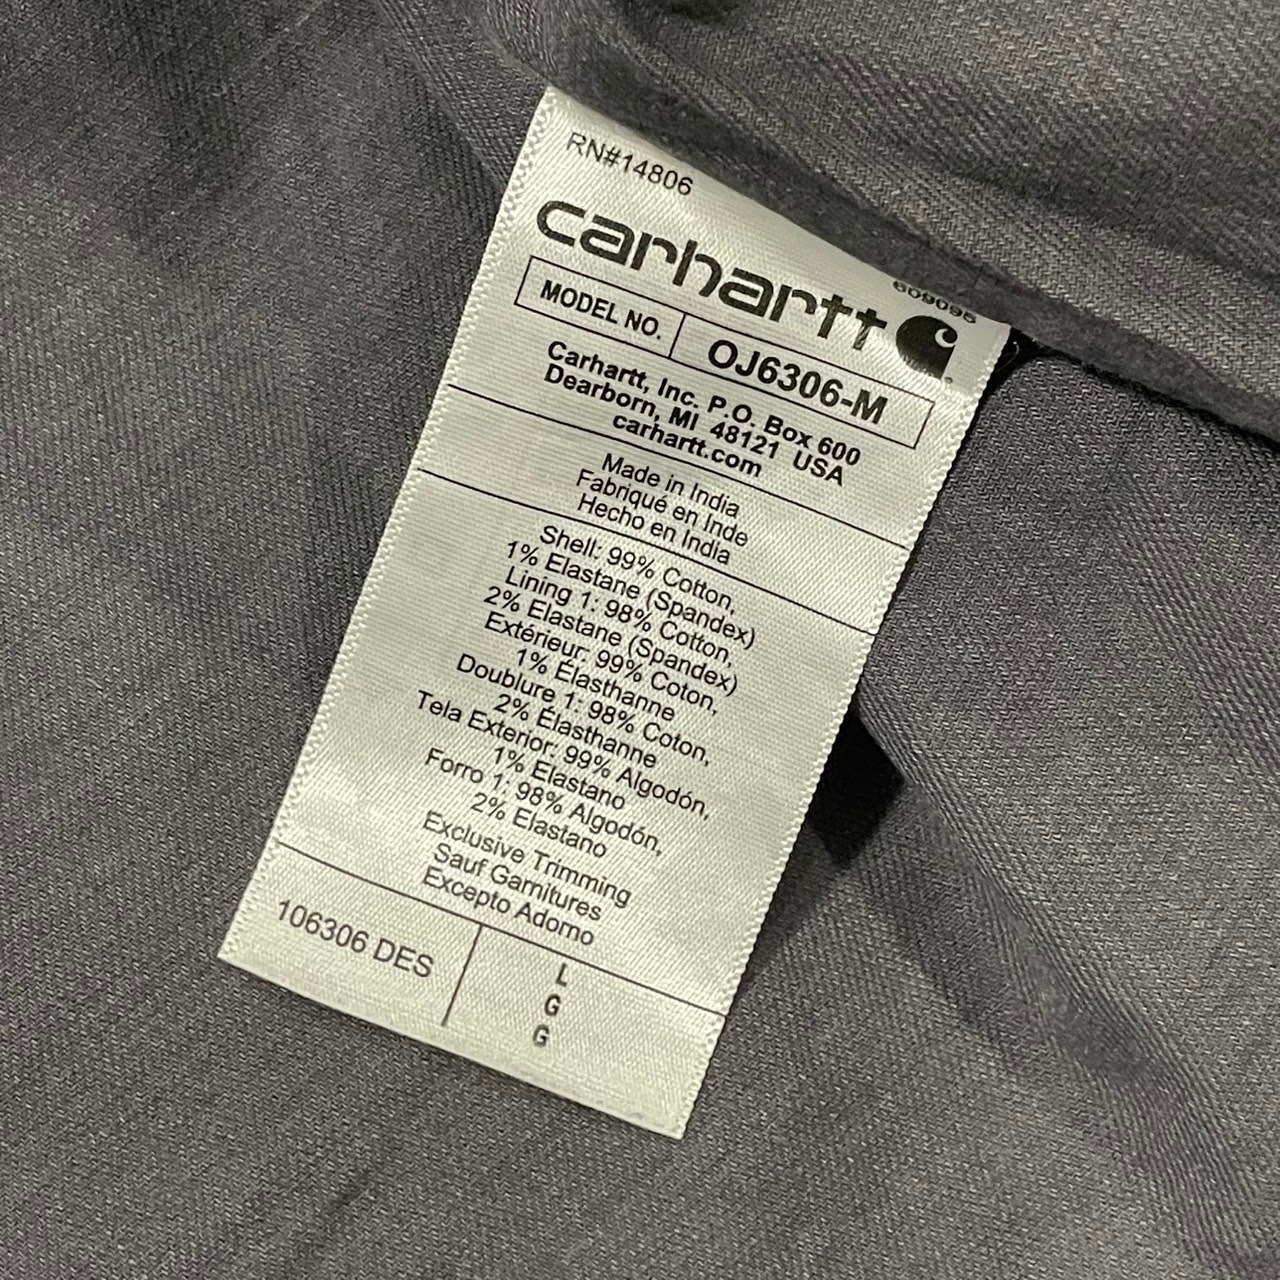 RN#14806
carhartt
609095
MODEL NO. OJ6306-M
Carhartt, Inc. P.O. Box 600
Dearborn, MI 48121 USA
carhartt.com
Made in India
Fabriqué en Inde
Hecho en India
Shell: 99% Cotton,
1% Elastane (Spandex)
Lining 1: 98% Cotton,
2% Elastane (Spandex)
Extérieur: 99% Coton,
1% Élasthanne
Doublure 1: 98% Coton,
2% Élasthanne
Tela Exterior: 99% Algodón,
1% Elastano
Forro 1: 98% Algodón,
2% Elastano
Exclusive Trimming
Sauf Garnitures
Excepto Adorno
106306 DES
L
G
G